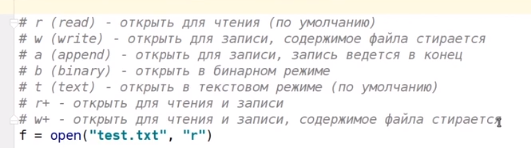 # r (read) - открыть для чтения (по умолчанию)
# w (write) - открыть для записи, содержимое файла стирается
# a (append) - открыть для записи, запись ведется в конец
# b (binary) - открыть в бинарном режиме
# t (text) - открыть в текстовом режиме (по умолчанию)
# r+ - открыть для чтения и записи
# w+ - открыть для чтения и записи, содержимое файла стирается
f = open("test.txt", "r")